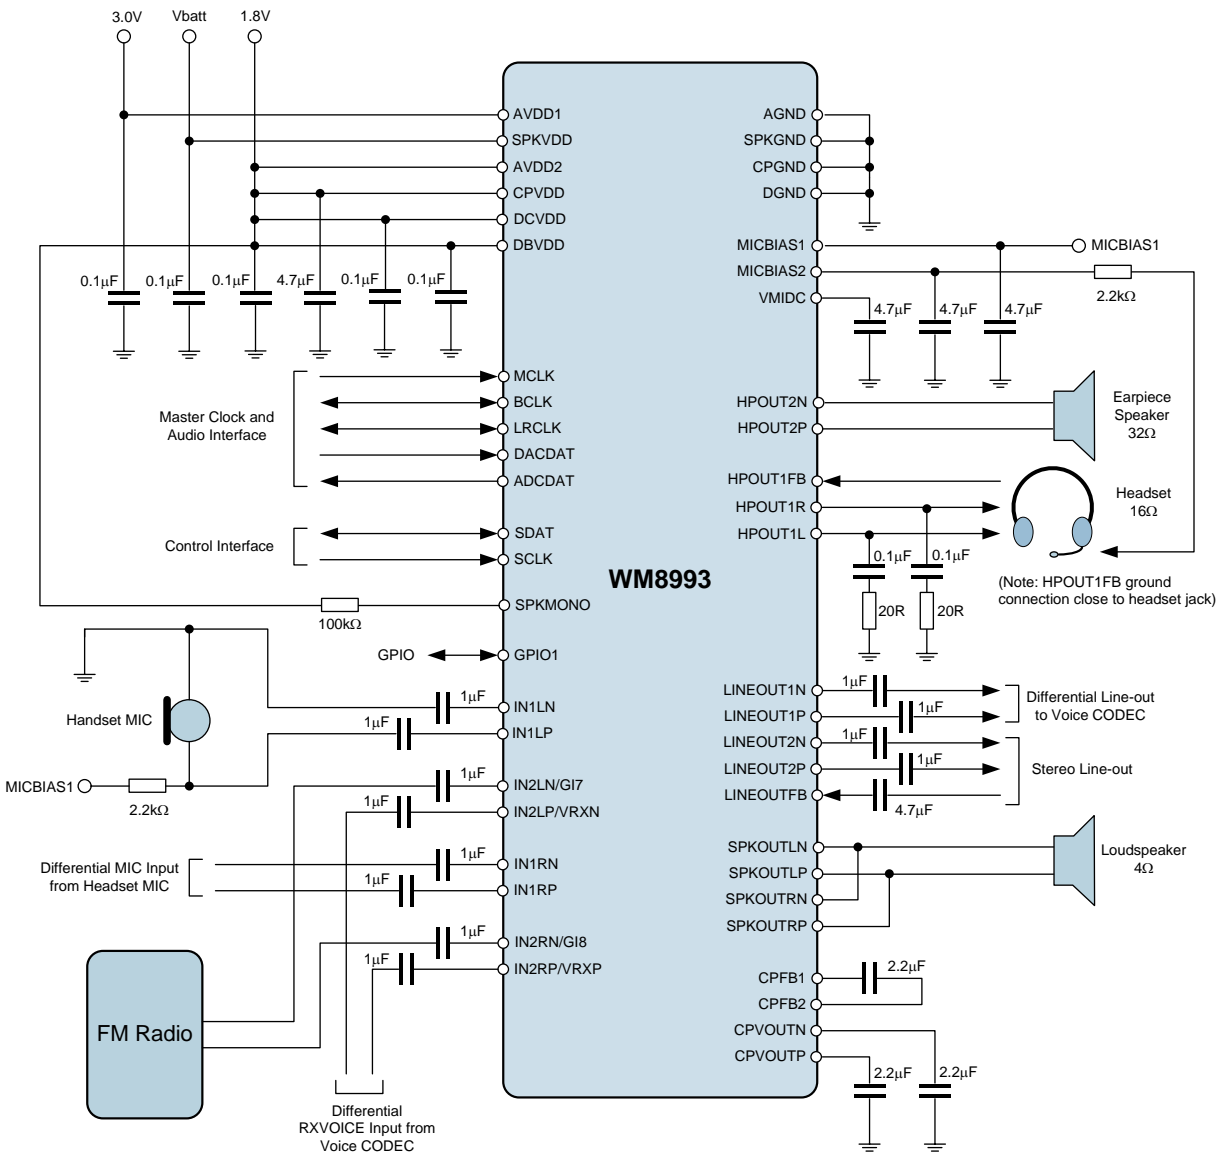 3.0V
Vbatt
1.8V
AVDD1
SPKVDD
AVDD2
CPVDD
DCVDD
DBVDD
0.1µF
0.1µF
0.1µF
4.7µF
0.1µF
0.1µF
Master Clock and
Audio Interface
MCLK
BCLK
LRCLK
DACDAT
ADCDAT
Control Interface
SDAT
SCLK
SPKMONO
100kΩ
GPIO
GPIO1
Handset MIC
1µF
IN1LN
1µF
IN1LP
MICBIAS1
2.2kΩ
1µF
IN2LN/GI7
1µF
IN2LP/VRXN
Differential MIC Input
from Headset MIC
1µF
IN1RN
1µF
IN1RP
1µF
IN2RN/GI8
1µF
IN2RP/VRXP
FM Radio
Differential
RXVOICE Input from
Voice CODEC
WM8993
AGND
SPKGND
CPGND
DGND
MICBIAS1
MICBIAS1
MICBIAS2
2.2kΩ
VMIDC
4.7µF
4.7µF
4.7µF
HPOUT2N
HPOUT2P
Earpiece
Speaker
32Ω
HPOUT1FB
HPOUT1R
HPOUT1L
Headset
16Ω
0.1µF
0.1µF
20R
20R
(Note: HPOUT1FB ground
connection close to headset jack)
LINEOUT1N
1µF
LINEOUT1P
1µF
Differential Line-out
to Voice CODEC
LINEOUT2N
1µF
LINEOUT2P
1µF
LINEOUTFB
4.7µF
Stereo Line-out
SPKOUTLN
SPKOUTLP
SPKOUTRN
SPKOUTRP
Loudspeaker
4Ω
CPFB1
2.2µF
CPFB2
CPVOUTN
CPVOUTP
2.2µF
2.2µF